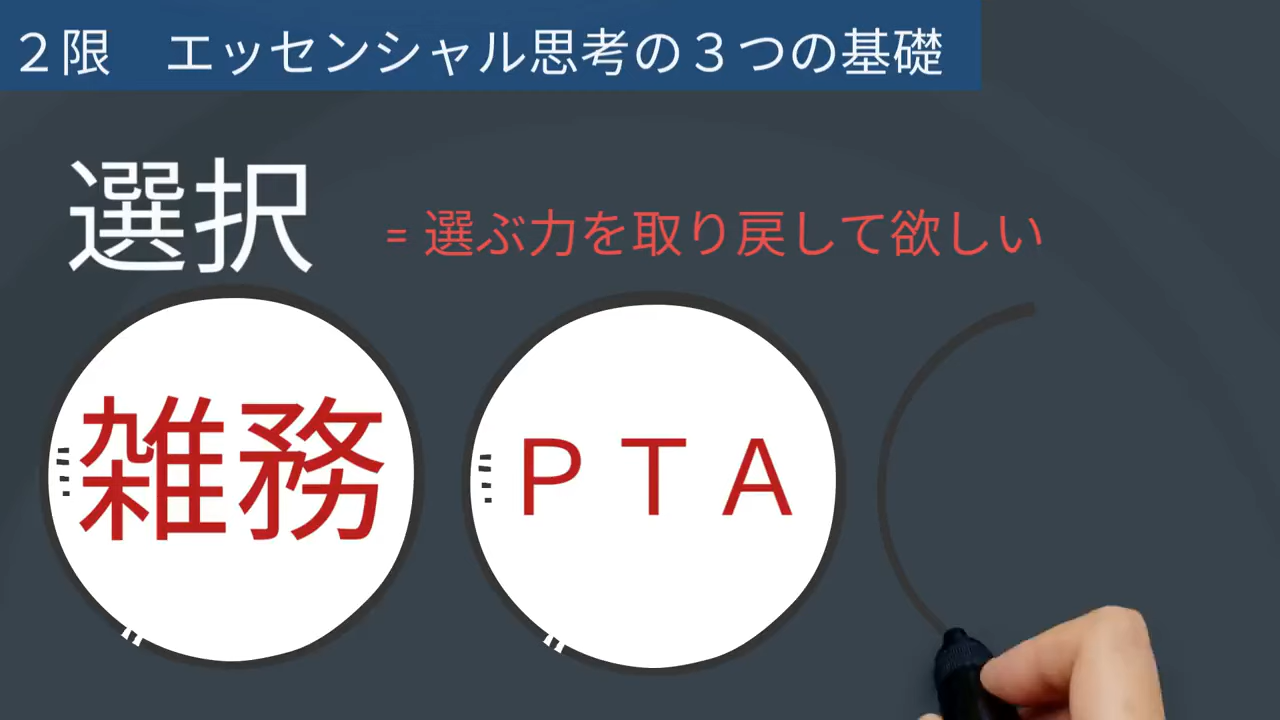 ２限　エッセンシャル思考の３つの基礎
選択
= 選ぶ力を取り戻して欲しい
雑務
ＰＴＡ